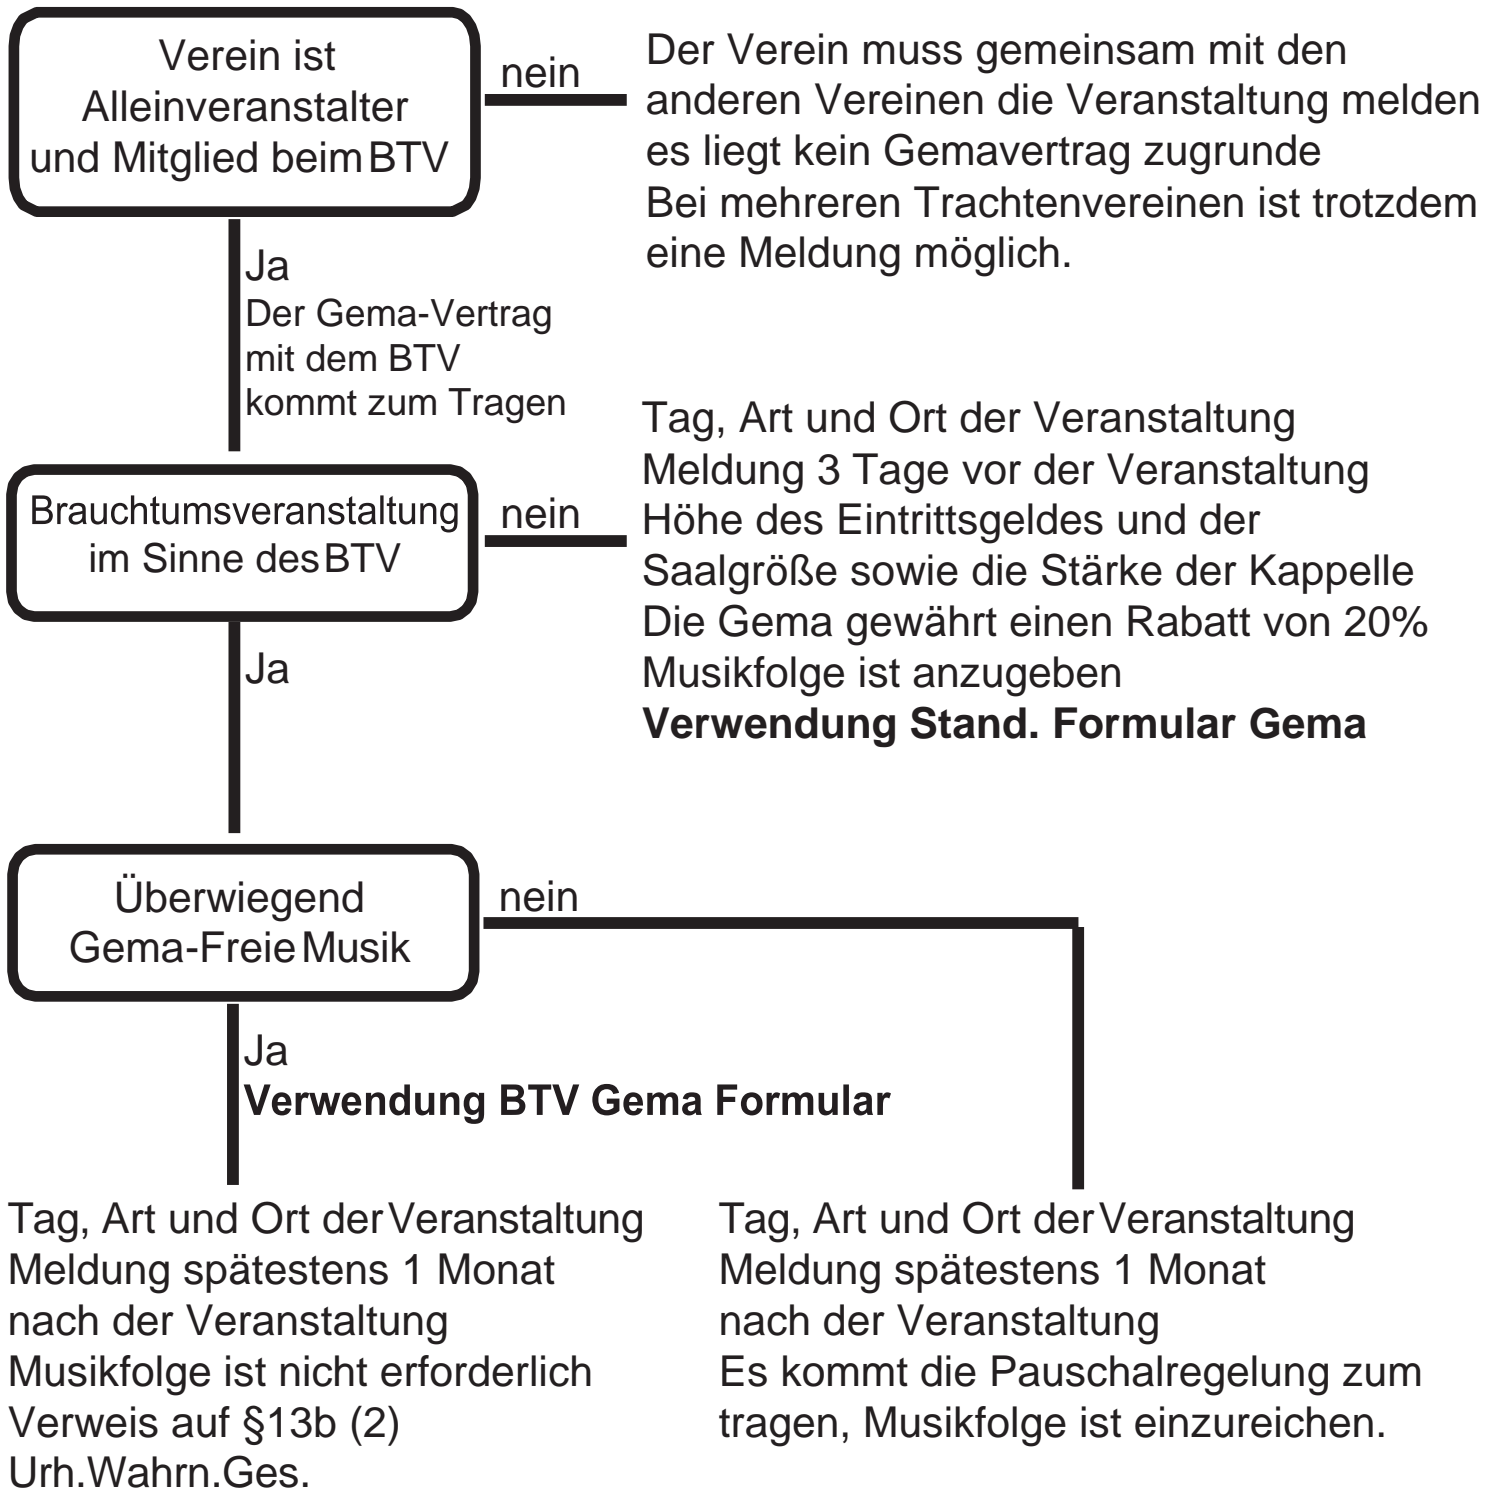 Verein ist
Alleinveranstalter
und Mitglied beim BTV
nein
Der Verein muss gemeinsam mit den
anderen Vereinen die Veranstaltung melden
es liegt kein Gemavertrag zugrunde
Bei mehreren Trachtenvereinen ist trotzdem
eine Meldung möglich.
Ja
Der Gema-Vertrag
mit dem BTV
kommt zum Tragen
Brauchtumsveranstaltung
im Sinne des BTV
nein
Tag, Art und Ort der Veranstaltung
Meldung 3 Tage vor der Veranstaltung
Höhe des Eintrittsgeldes und der
Saalgröße sowie die Stärke der Kappelle
Die Gema gewährt einen Rabatt von 20%
Musikfolge ist anzugeben
Verwendung Stand. Formular Gema
Ja
Überwiegend
Gema-Freie Musik
nein
Ja
Verwendung BTV Gema Formular
Tag, Art und Ort der Veranstaltung
Meldung spätestens 1 Monat
nach der Veranstaltung
Musikfolge ist nicht erforderlich
Verweis auf §13b (2)
Urh.Wahrn.Ges.
Tag, Art und Ort der Veranstaltung
Meldung spätestens 1 Monat
nach der Veranstaltung
Es kommt die Pauschalregelung zum
tragen, Musikfolge ist einzureichen.